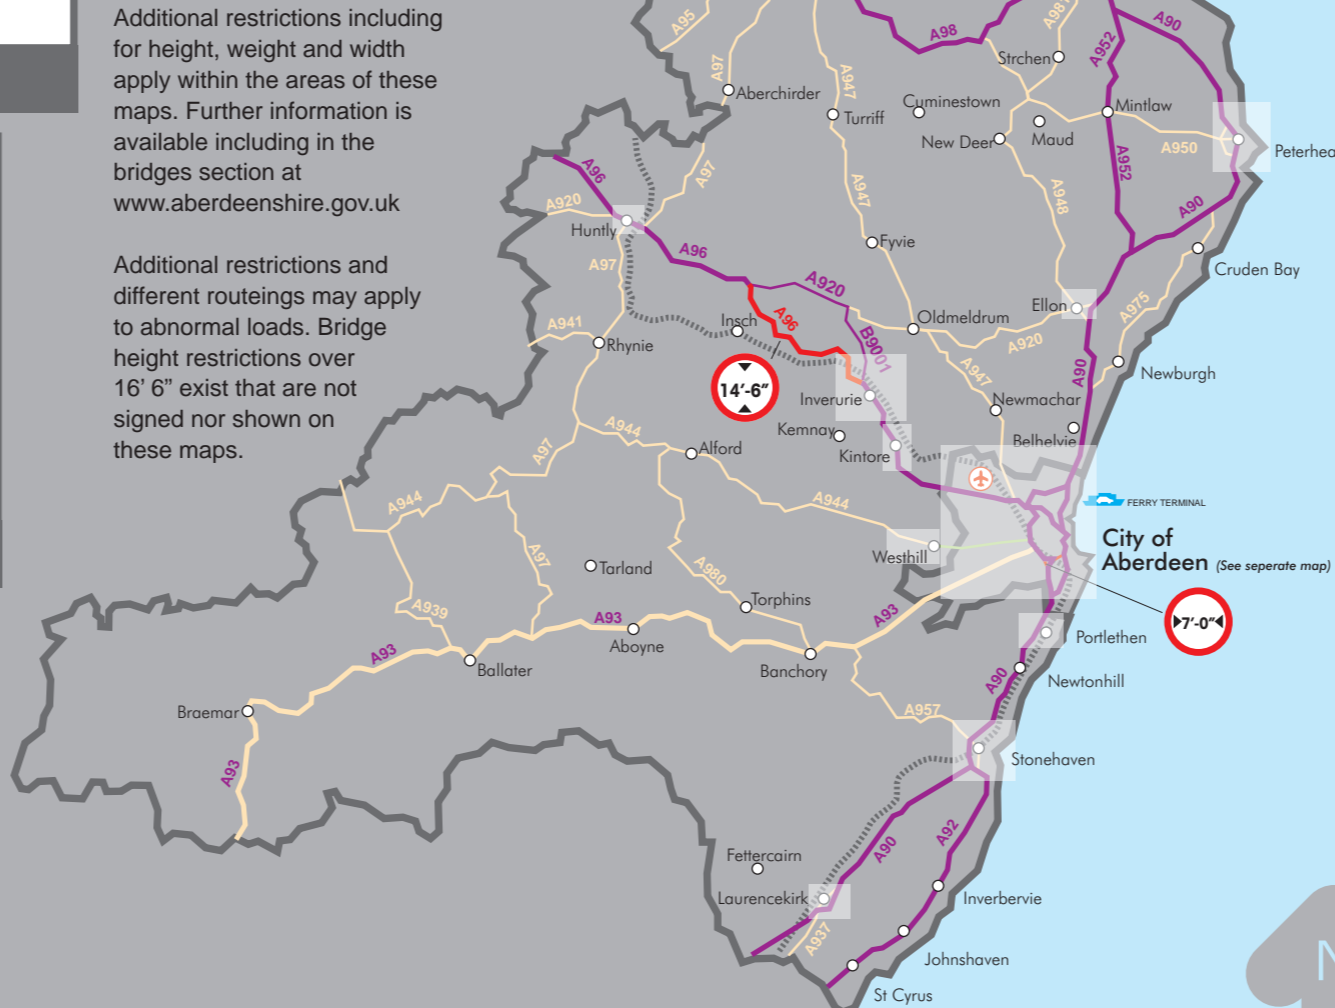 Additional restrictions including
for height, weight and width
apply within the areas of these
maps. Further information is
available including in the
bridges section at
www.aberdeenshire.gov.uk
Additional restrictions and
different routeings may apply
to abnormal loads. Bridge
height restrictions over
16' 6” exist that are not
signed nor shown on
these maps.
A95
A97
A98
A981
A952
A90
Strchen
Aberchirder
A947
Turriff
Cuminestown
Mintlaw
New Deer
Maud
A950
Peterhea
A96
A97
A952
A920
A947
A948
A90
Huntly
A96
Fyvie
A97
Cruden Bay
A920
Ellon
A975
Insch
A96
Oldmeldrum
A941
B9001
A920
Rhynie
A947
A90
Newburgh
14'-6”
Inverurie
Newmachar
Kemnay
Belhelvie
A944
Alford
Kintore
A97
A944
A944
FERRY TERMINAL
City of
Aberdeen (See seperate map)
Westhill
A97
Tarland
A980
A939
Torphins
A93
A93
7'-0”
Portlethen
A93
Aboyne
Ballater
Banchory
A90
Newtonhill
Braemar
A957
A93
Stonehaven
A92
A90
Fettercairn
Laurencekirk
Inverbervie
A937
Johnshaven
St Cyrus
N